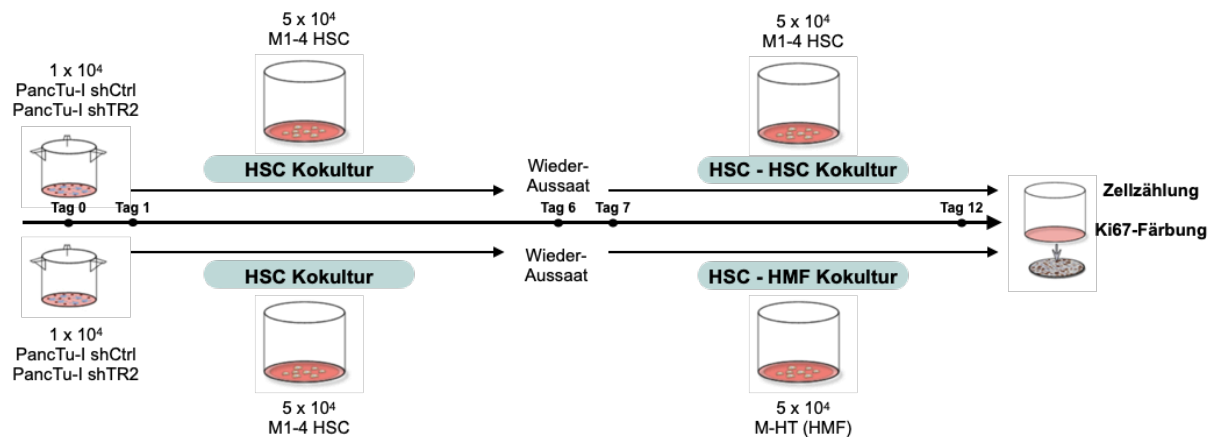 5 x 10⁴
M1-4 HSC
5 x 10⁴
M1-4 HSC
1 x 10⁴
PancTu-I shCtrl
PancTu-I shTR2
HSC Kokultur
Wieder-
Aussaat
HSC - HSC Kokultur
Zellzählung
Tag 0
Tag 1
Tag 6
Tag 7
Tag 12
Ki67-Färbung
HSC Kokultur
Wieder-
Aussaat
HSC - HMF Kokultur
1 x 10⁴
PancTu-I shCtrl
PancTu-I shTR2
5 x 10⁴
M1-4 HSC
5 x 10⁴
M-HT (HMF)